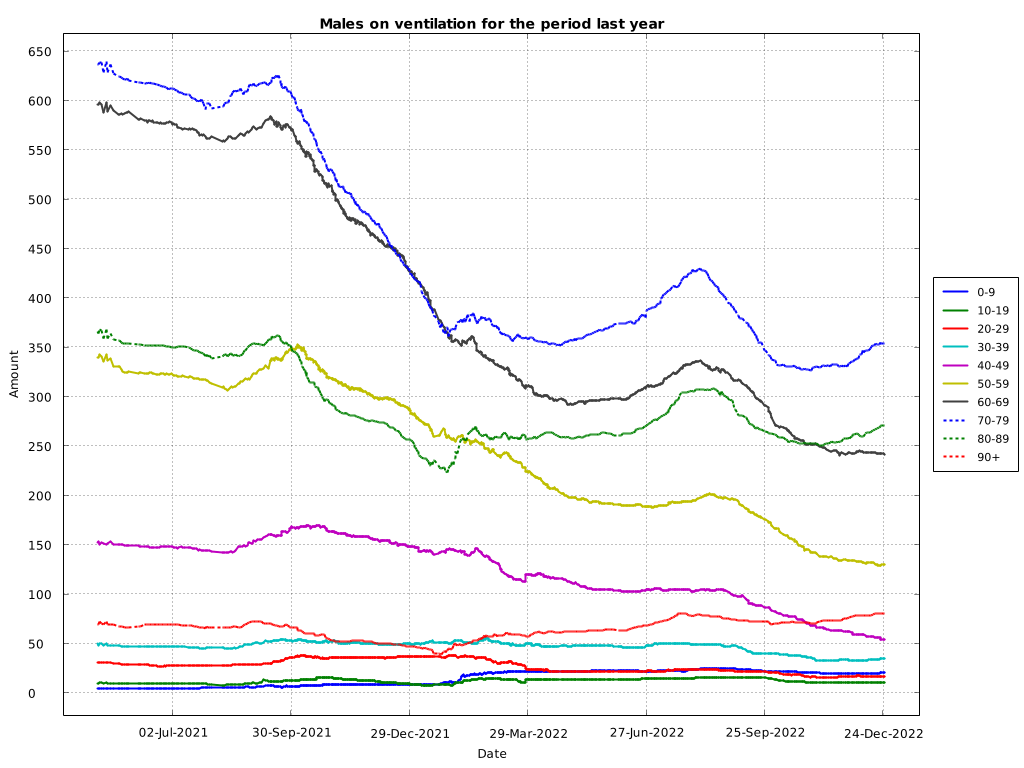 Males on ventilation for the period last year
650
600
550
500
450
400
350
300
250
200
150
100
50
0
Amount
02-Jul-2021
30-Sep-2021
29-Dec-2021
29-Mar-2022
27-Jun-2022
25-Sep-2022
24-Dec-2022
Date
0-9
10-19
20-29
30-39
40-49
50-59
60-69
70-79
80-89
90+